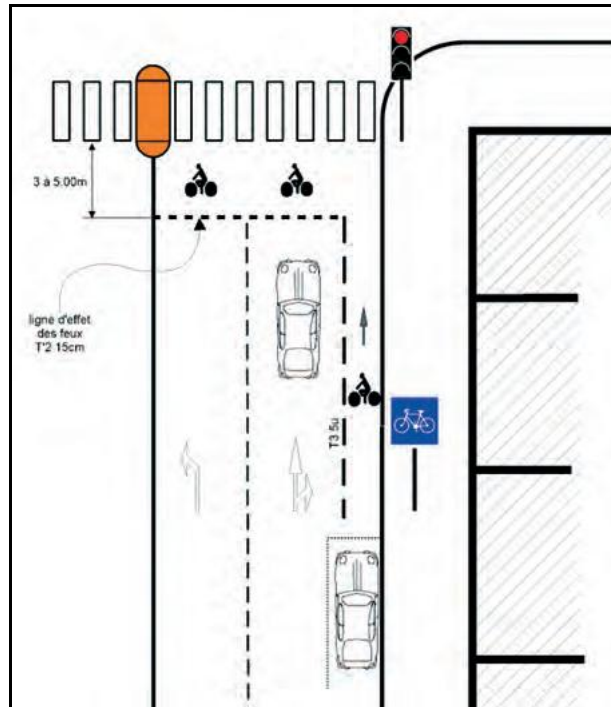 3 à 5.00m
ligne d'effet
des feux
T'2 15cm
T3 5u